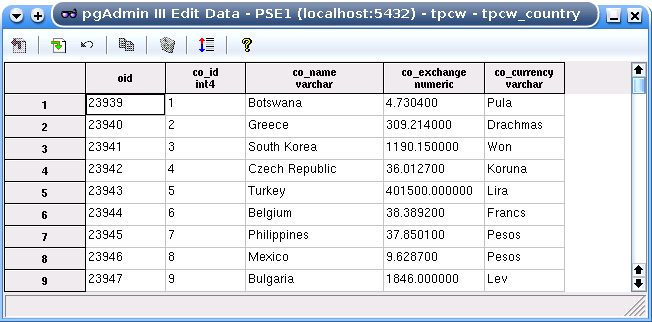 pgAdmin III Edit Data - PSE1 (localhost:5432) - tpcw - tpcw_country
oid co_id int4 co_name varchar co_exchange numeric co_currency varchar
1 23939 1 Botswana 4.730400 Pula
2 23940 2 Greece 309.214000 Drachmas
3 23941 3 South Korea 1190.150000 Won
4 23942 4 Czech Republic 36.012700 Koruna
5 23943 5 Turkey 401500.000000 Lira
6 23944 6 Belgium 38.389200 Francs
7 23945 7 Philippines 37.850100 Pesos
8 23946 8 Mexico 9.628700 Pesos
9 23947 9 Bulgaria 1846.000000 Lev